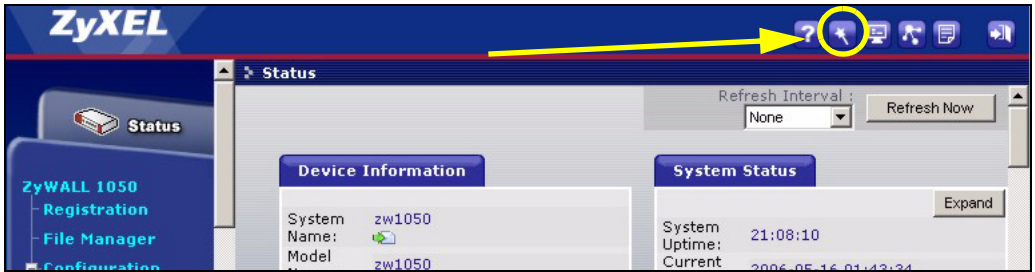 ZyXEL
?
Status
Refresh Interval :
None
Refresh Now
Status
Device Information
System Status
ZyWALL 1050
Registration
File Manager
Configuration
Expand
System Name:
zw1050
Model
zw1050
System Uptime:
21:08:10
Current
2006-05-16 01:43:34